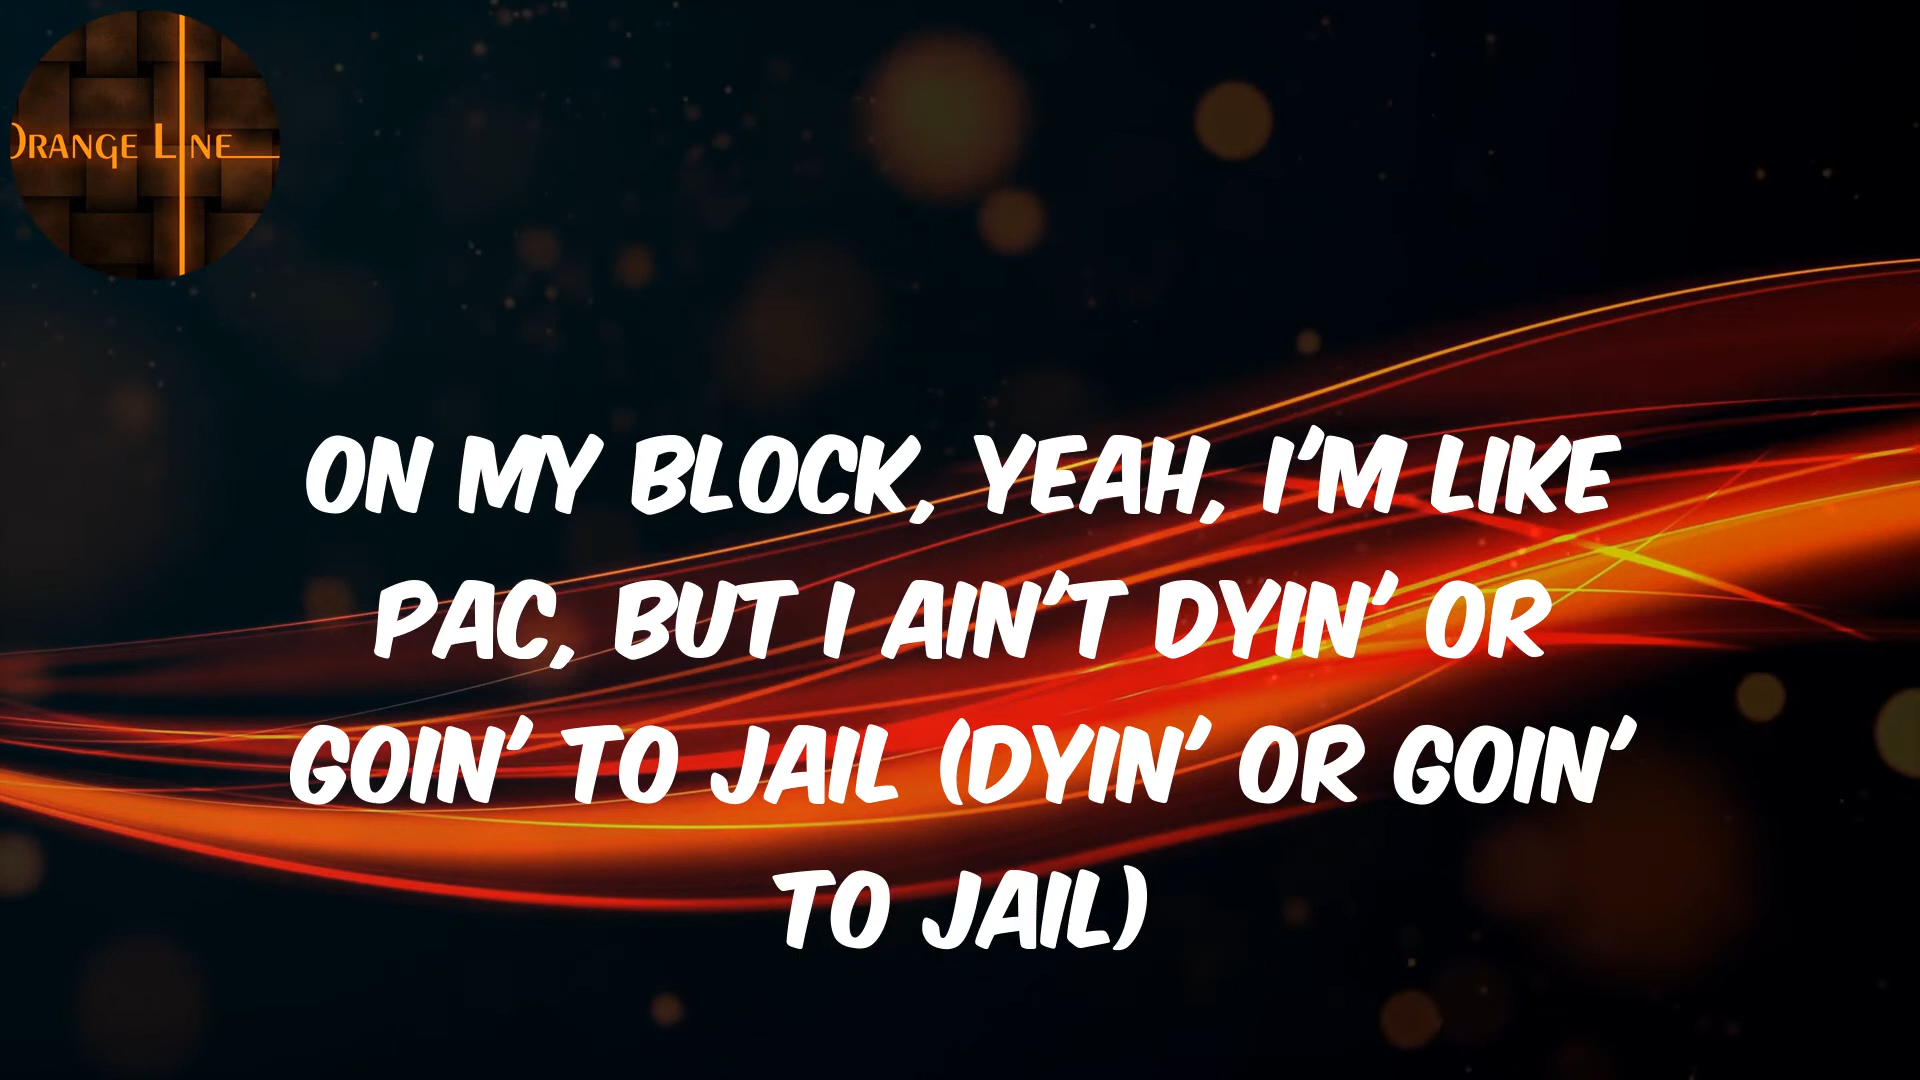 ORANGE LINE
ON MY BLOCK, YEAH, I'M LIKE
PAC, BUT I AIN'T DYIN' OR
GOIN' TO JAIL (DYIN' OR GOIN'
TO JAIL)